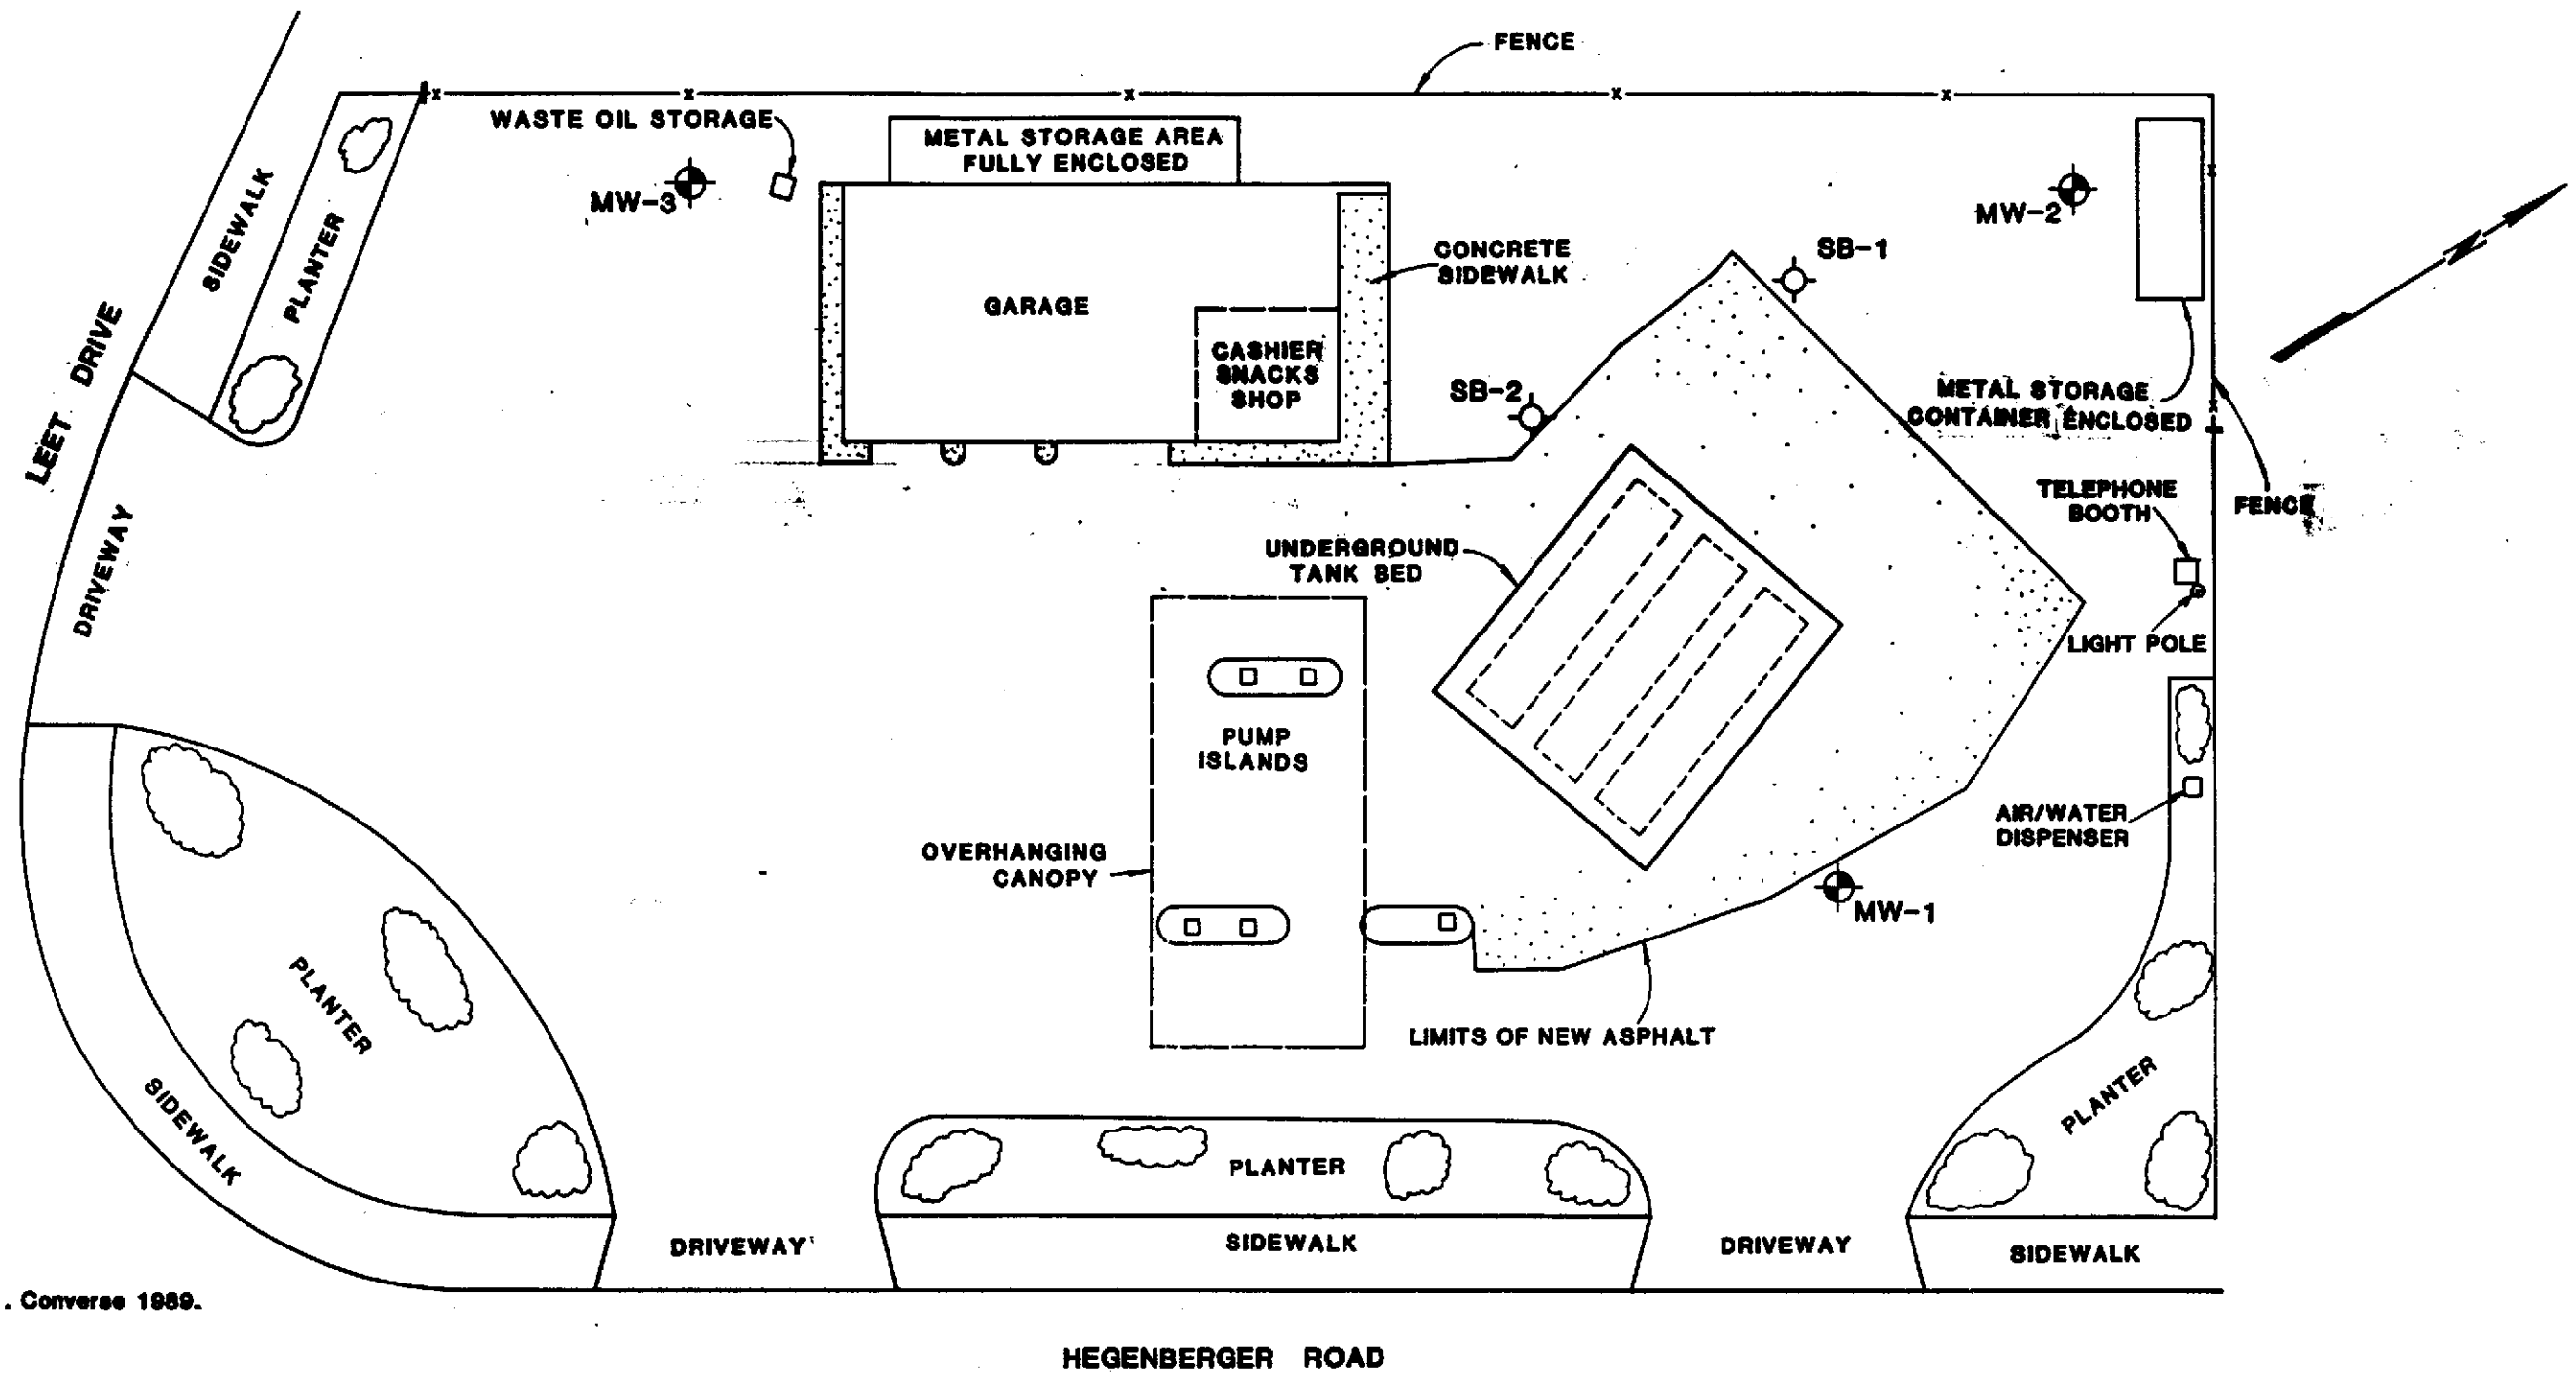 FENCE
WASTE OIL STORAGE
METAL STORAGE AREA
FULLY ENCLOSED
MW-3
MW-2
SIDEWALK
PLANTER
CONCRETE
SIDEWALK
SB-1
N
GARAGE
CASHIER
SNACKS
SHOP
SB-2
METAL STORAGE
CONTAINER ENCLOSED
LEET DRIVE
TELEPHONE
BOOTH
FENCE
DRIVEWAY
UNDERGROUND
TANK BED
LIGHT POLE
PUMP
ISLANDS
AIR/WATER
DISPENSER
OVERHANGING
CANOPY
MW-1
PLANTER
LIMITS OF NEW ASPHALT
SIDEWALK
PLANTER
PLANTER
DRIVEWAY
SIDEWALK
DRIVEWAY
SIDEWALK
. Converse 1989.
HEGENBERGER ROAD